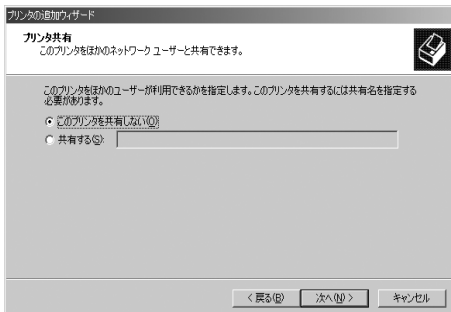 プリンタの追加ウィザード
プリンタ共有
このプリンタをほかのネットワーク ユーザーと共有できます。
このプリンタをほかのユーザーが利用できるかを指定します。このプリンタを共有するには共有名を指定する
必要があります。
このプリンタを共有しない(O)
共有する(S):
< 戻る(B)
次へ(N) >
キャンセル